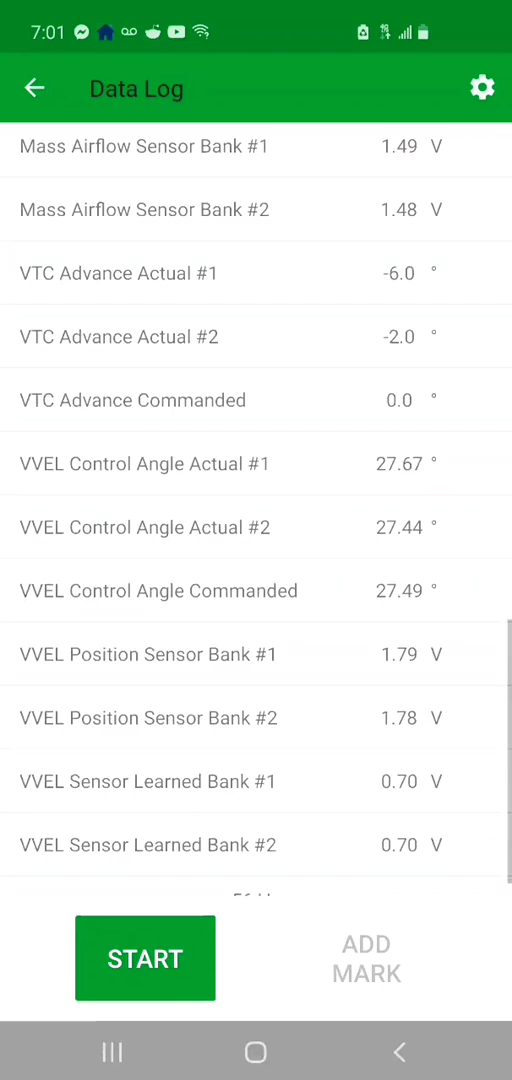 7:01
Data Log
Mass Airflow Sensor Bank #1 1.49 V
Mass Airflow Sensor Bank #2 1.48 V
VTC Advance Actual #1 -6.0 °
VTC Advance Actual #2 -2.0 °
VTC Advance Commanded 0.0 °
VVEL Control Angle Actual #1 27.67 °
VVEL Control Angle Actual #2 27.44 °
VVEL Control Angle Commanded 27.49 °
VVEL Position Sensor Bank #1 1.79 V
VVEL Position Sensor Bank #2 1.78 V
VVEL Sensor Learned Bank #1 0.70 V
VVEL Sensor Learned Bank #2 0.70 V
START
ADD
MARK